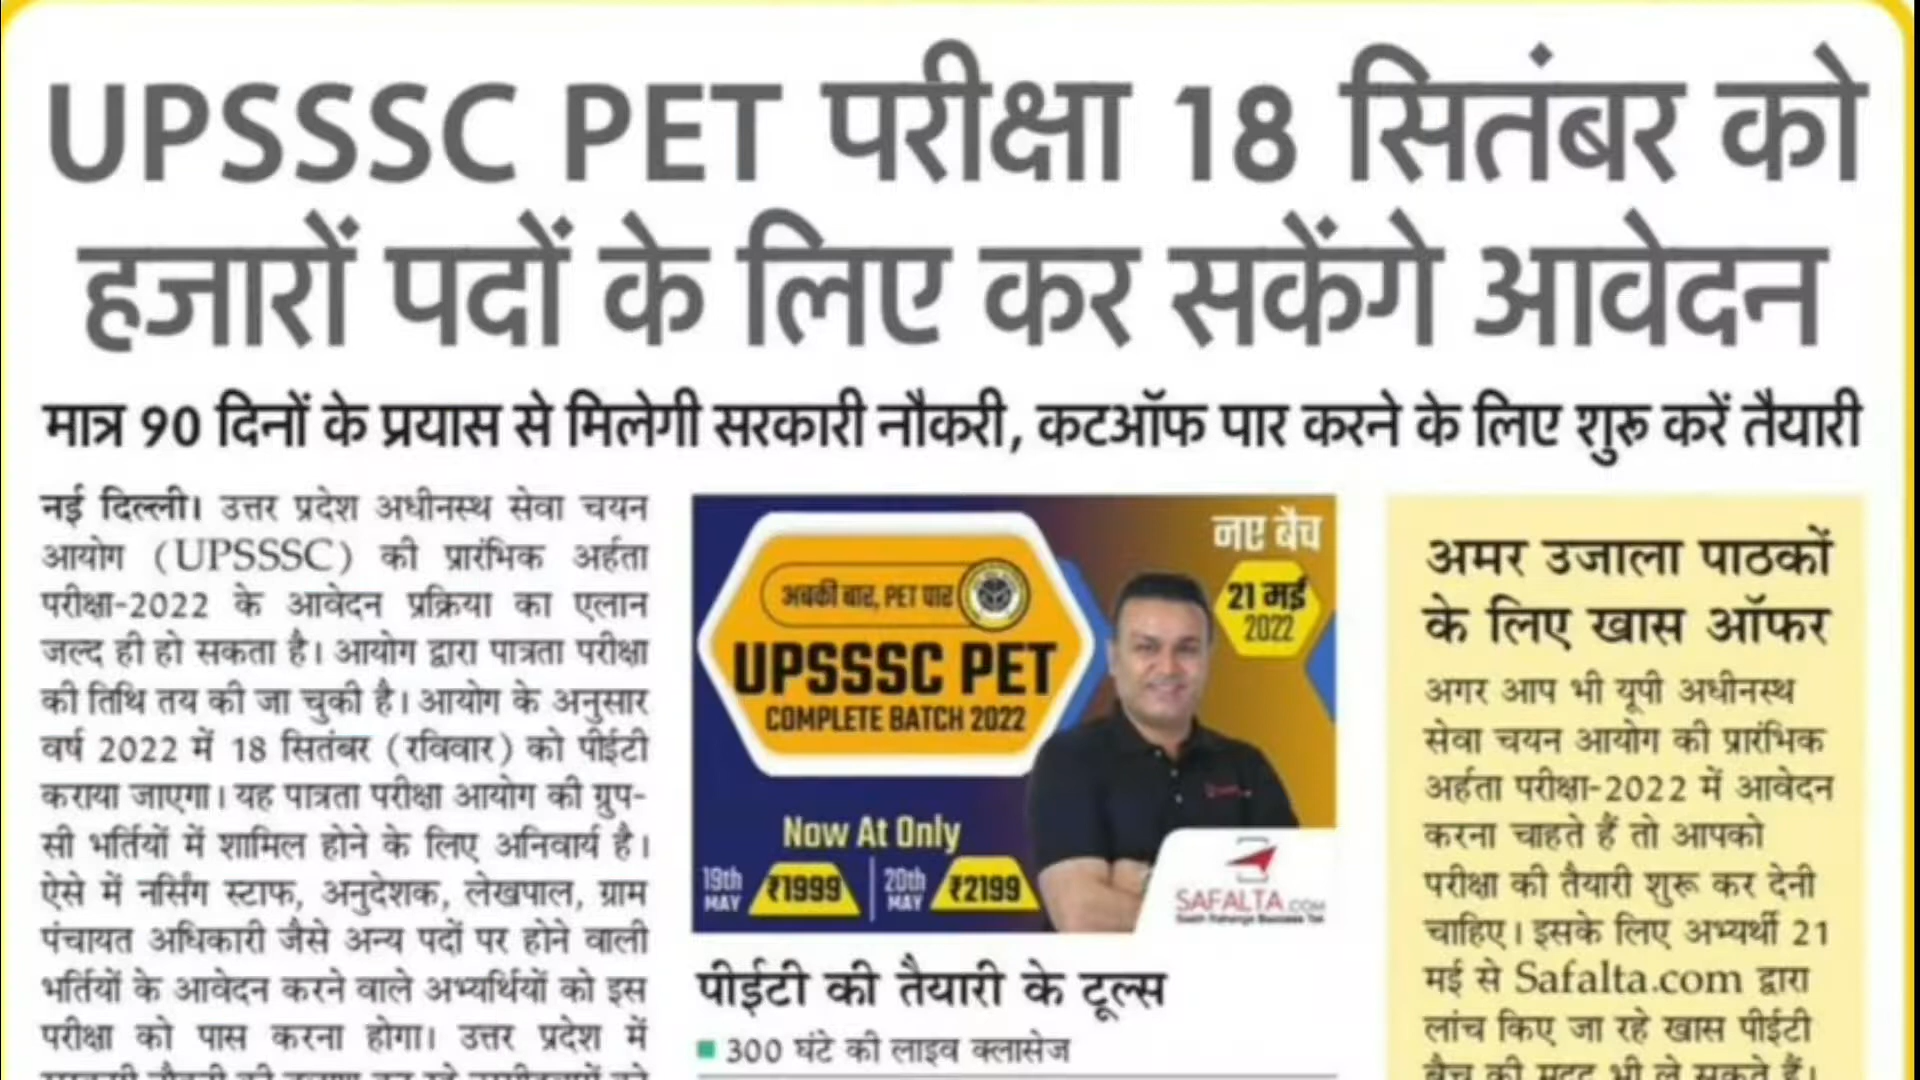 UPSSSC PET परीक्षा 18 सितंबर को
हजारों पदों के लिए कर सकेंगे आवेदन
मात्र 90 दिनों के प्रयास से मिलेगी सरकारी नौकरी, कटऑफ पार करने के लिए शुरू करें तैयारी
नई दिल्ली। उत्तर प्रदेश अधीनस्थ सेवा चयन
आयोग (UPSSSC) की प्रारंभिक अर्हता
परीक्षा-2022 के आवेदन प्रक्रिया का एलान
जल्द ही हो सकता है। आयोग द्वारा पात्रता परीक्षा
की तिथि तय की जा चुकी है। आयोग के अनुसार
वर्ष 2022 में 18 सितंबर (रविवार) को पीईटी
कराया जाएगा। यह पात्रता परीक्षा आयोग की ग्रुप-
सी भर्तियों में शामिल होने के लिए अनिवार्य है।
ऐसे में नर्सिंग स्टाफ, अनुदेशक, लेखपाल, ग्राम
पंचायत अधिकारी जैसे अन्य पदों पर होने वाली
भर्तियों के आवेदन करने वाले अभ्यर्थियों को इस
परीक्षा को पास करना होगा। उत्तर प्रदेश में
नए बैच
21 मई
2022
अबकी बार, PET पार
UPSSSC PET
COMPLETE BATCH 2022
Now At Only
19th MAY ₹1999
20th MAY ₹2199
SAFALTA.COM
पीईटी की तैयारी के टूल्स
300 घंटे की लाइव क्लासेज
अमर उजाला पाठकों
के लिए खास ऑफर
अगर आप भी यूपी अधीनस्थ
सेवा चयन आयोग की प्रारंभिक
अर्हता परीक्षा-2022 में आवेदन
करना चाहते हैं तो आपको
परीक्षा की तैयारी शुरू कर देनी
चाहिए। इसके लिए अभ्यर्थी 21
मई से Safalta.com द्वारा
लांच किए जा रहे खास पीईटी
बैच की मदद भी ले सकते हैं।